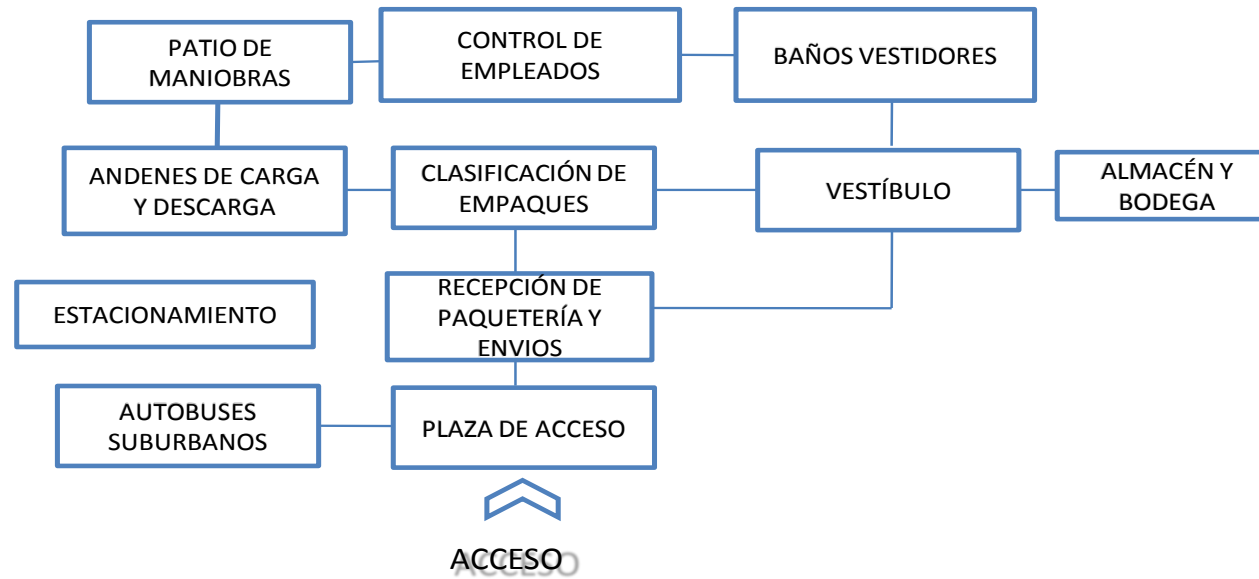 PATIO DE
MANIOBRAS
CONTROL DE
EMPLEADOS
BAÑOS VESTIDORES
ANDENES DE CARGA
Y DESCARGA
CLASIFICACIÓN DE
EMPAQUES
VESTÍBULO
ALMACÉN Y
BODEGA
ESTACIONAMIENTO
RECEPCIÓN DE
PAQUETERÍA Y
ENVIOS
AUTOBUSES
SUBURBANOS
PLAZA DE ACCESO
ACCESO